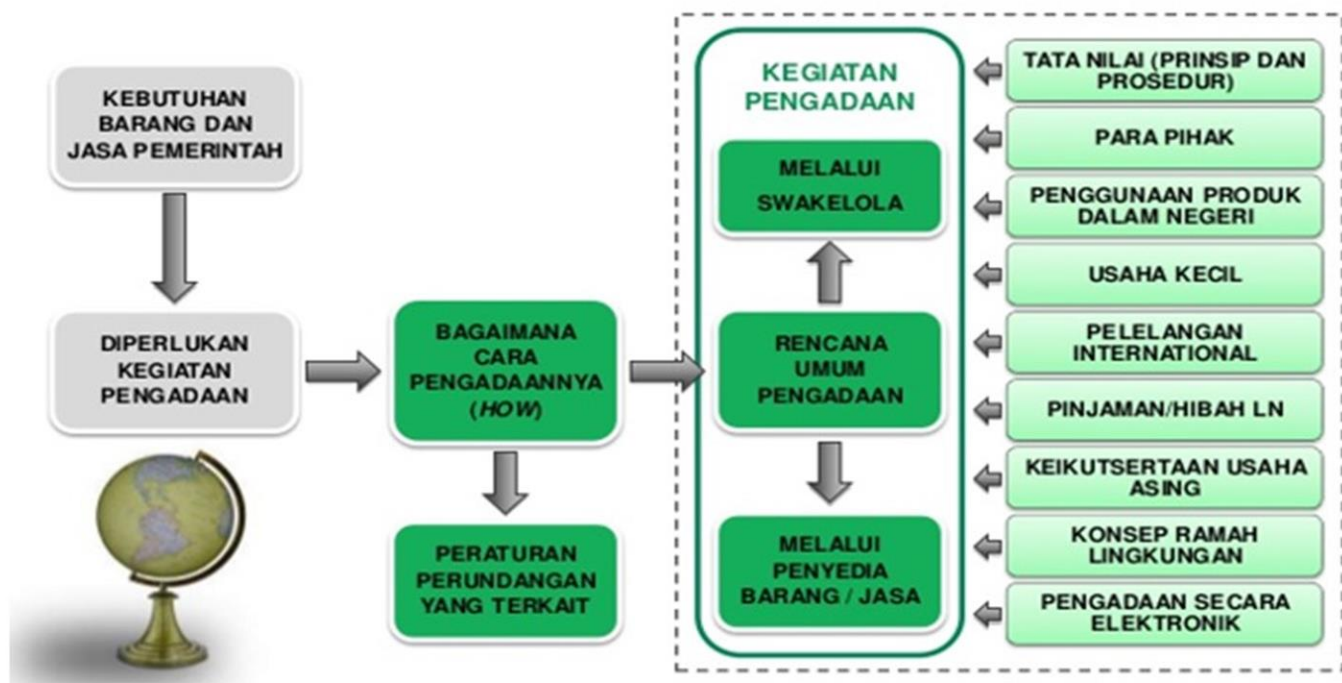 KEBUTUHAN
BARANG DAN
JASA PEMERINTAH
DIPERLUKAN
KEGIATAN
PENGADAAN
BAGAIMANA
CARA
PENGADAANNYA
(HOW)
PERATURAN
PERUNDANGAN
YANG TERKAIT
KEGIATAN
PENGADAAN
MELALUI
SWAKELOLA
RENCANA
UMUM
PENGADAAN
MELALUI
PENYEDIA
BARANG / JASA
TATA NILAI (PRINSIP DAN
PROSEDUR)
PARA PIHAK
PENGGUNAAN PRODUK
DALAM NEGERI
USAHA KECIL
PELELANGAN
INTERNATIONAL
PINJAMAN/HIBAH LN
KEIKUTSERTAAN USAHA
ASING
KONSEP RAMAH
LINGKUNGAN
PENGADAAN SECARA
ELEKTRONIK